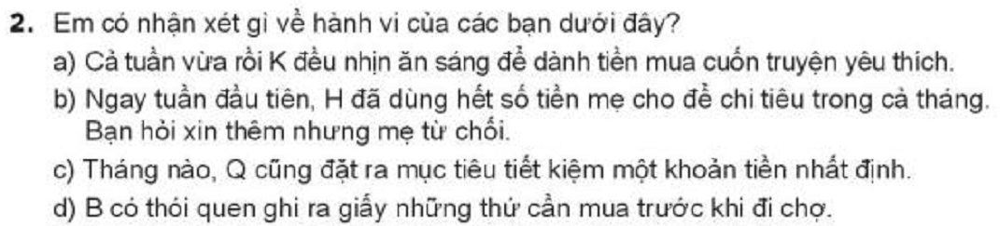 2. Em có nhận xét gì về hành vi của các bạn dưới đây?
a) Cả tuần vừa rồi K đều nhịn ăn sáng để dành tiền mua cuốn truyện yêu thích.
b) Ngay tuần đầu tiên, H đã dùng hết số tiền mẹ cho để chi tiêu trong cả tháng.
Bạn hỏi xin thêm nhưng mẹ từ chối.
c) Tháng nào, Q cũng đặt ra mục tiêu tiết kiệm một khoản tiền nhất định.
d) B có thói quen ghi ra giấy những thứ cần mua trước khi đi chợ.